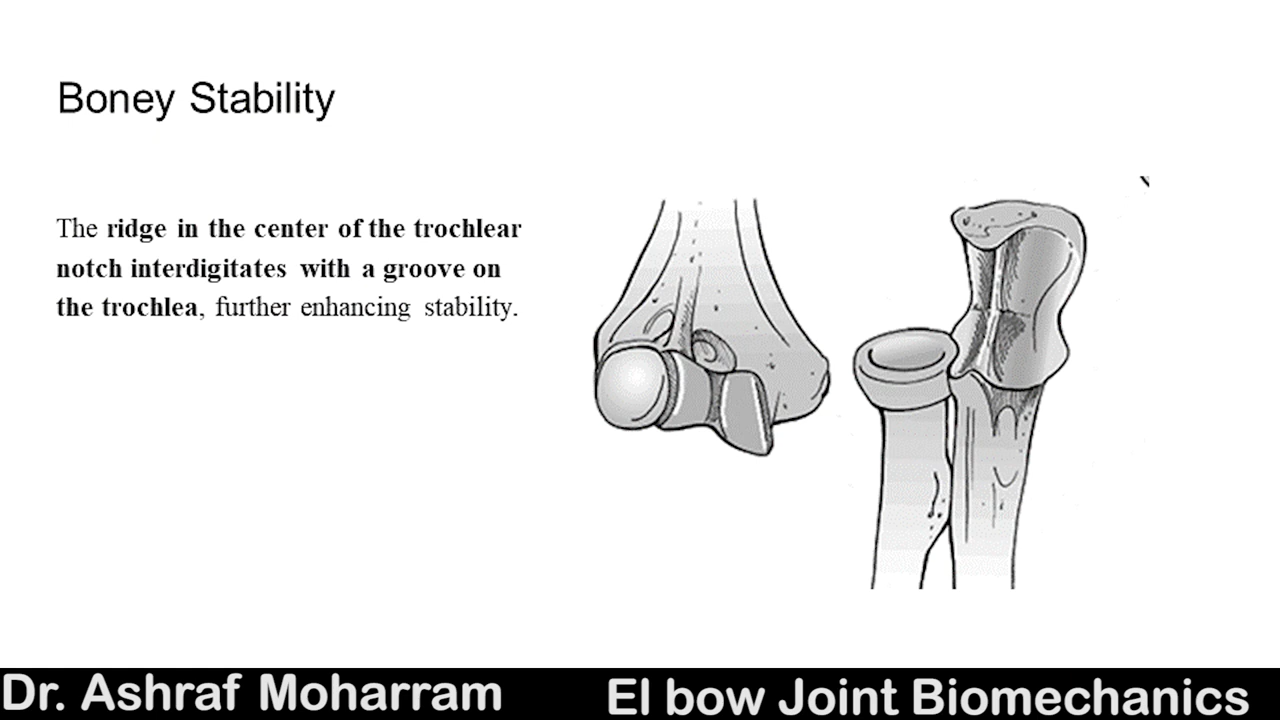 Boney Stability
The ridge in the center of the trochlear
notch interdigitates with a groove on
the trochlea, further enhancing stability.
Dr. Ashraf Moharram
El bow Joint Biomechanics